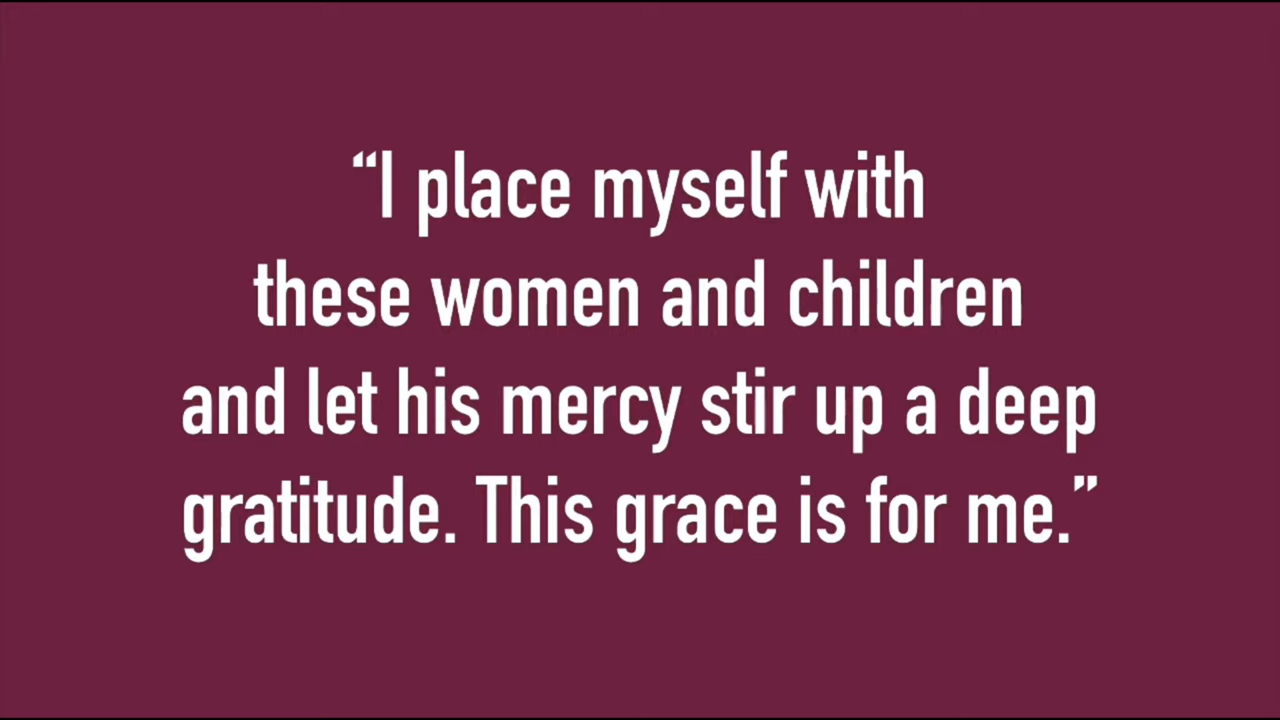 “I place myself with
these women and children
and let his mercy stir up a deep
gratitude. This grace is for me.”